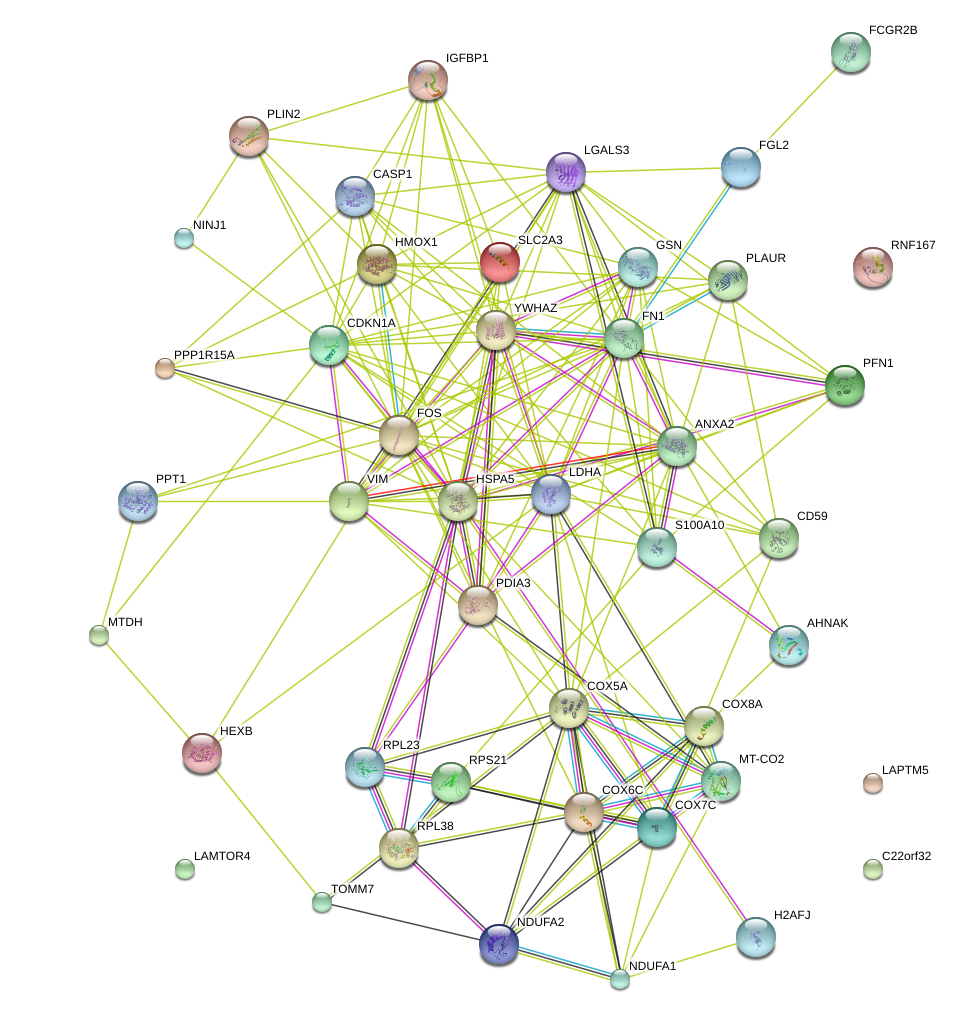 FCGR2B
IGFBP1
PLIN2
FGL2
LGALS3
CASP1
NINJ1
HMOX1
SLC2A3
GSN
PLAUR
RNF167
YWHAZ
FN1
CDKN1A
PPP1R15A
PFN1
FOS
ANXA2
PPT1
VIM
HSPA5
LDHA
S100A10
CD59
PDIA3
MTDH
AHNAK
COX5A
COX8A
HEXB
RPL23
RPS21
MT-CO2
LAPTM5
COX6C
COX7C
RPL38
LAMTOR4
C22orf32
TOMM7
NDUFA2
H2AFJ
NDUFA1